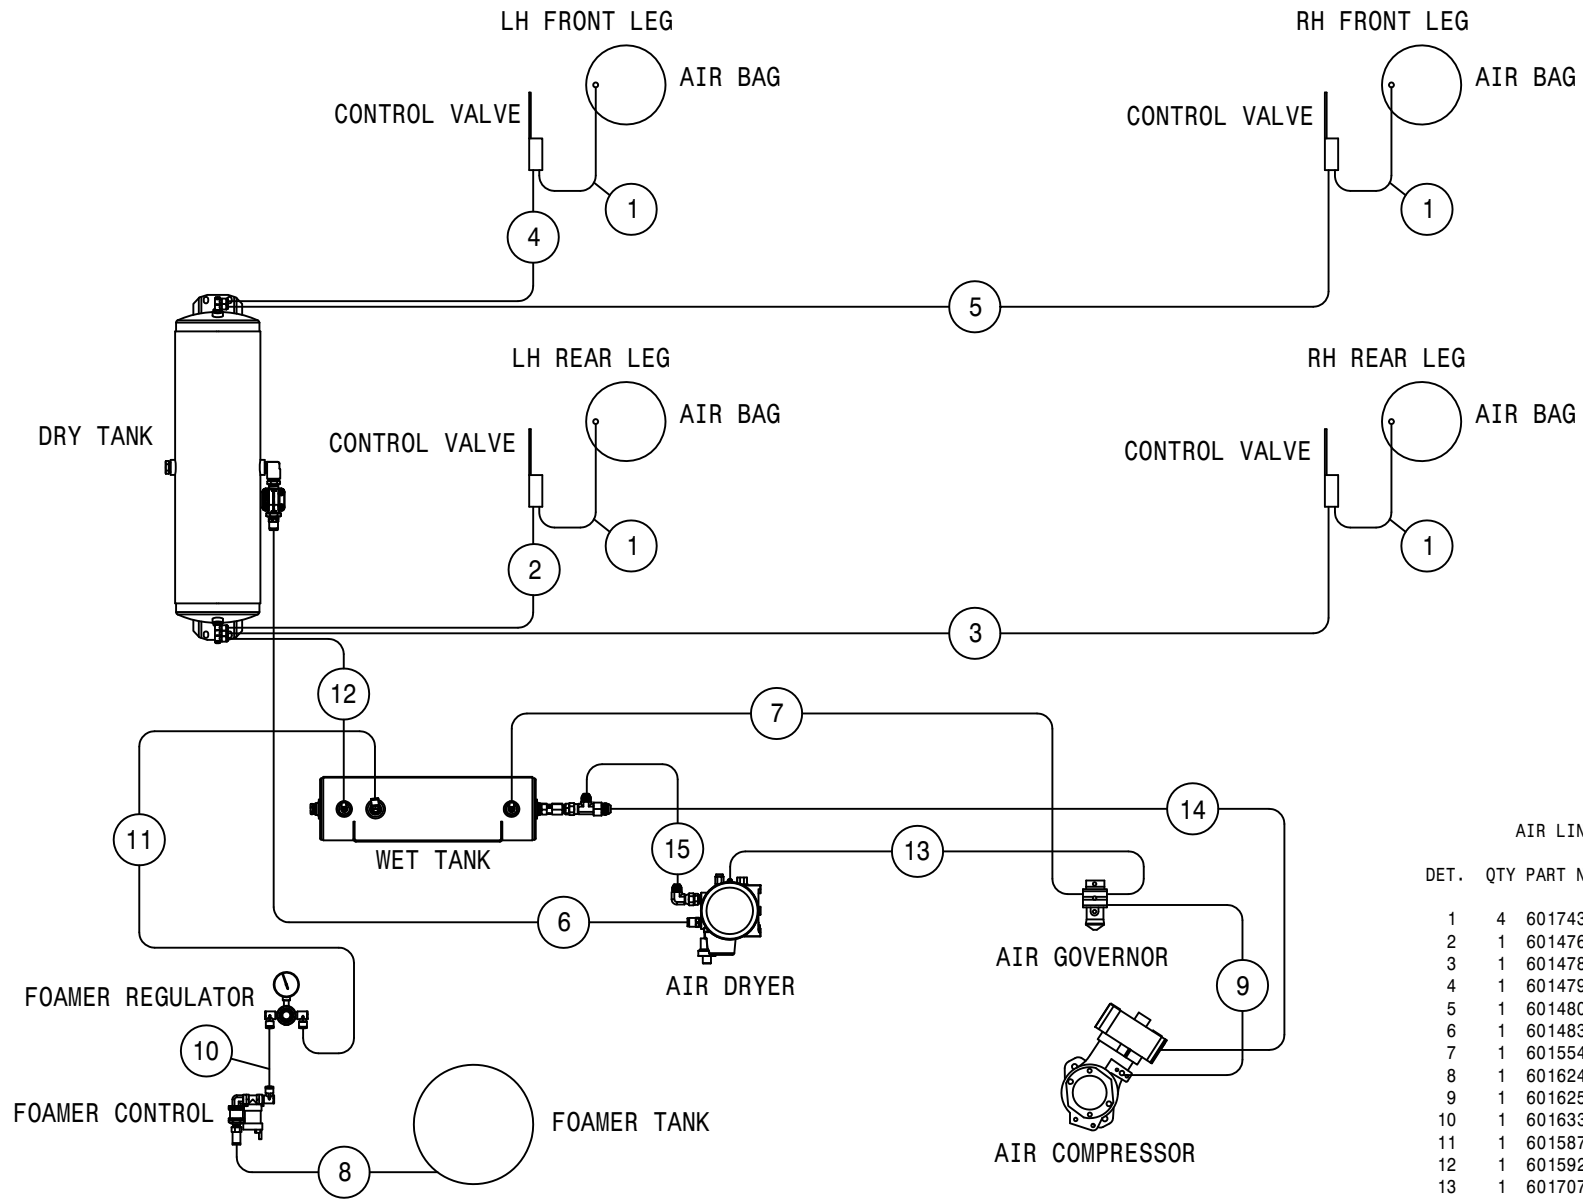 LH FRONT LEG
RH FRONT LEG
AIR BAG
AIR BAG
CONTROL VALVE
CONTROL VALVE
1
1
4
5
LH REAR LEG
RH REAR LEG
AIR BAG
AIR BAG
DRY TANK
CONTROL VALVE
CONTROL VALVE
1
1
2
3
12
7
14
11
WET TANK
15
13
6
AIR GOVERNOR
AIR DRYER
9
FOAMER REGULATOR
10
FOAMER CONTROL
FOAMER TANK
AIR COMPRESSOR
8
AIR LIN
DET. QTY PART N
1 4 601743
2 1 601476
3 1 601478
4 1 601479
5 1 601480
6 1 601483
7 1 601554
8 1 601624
9 1 601625
10 1 601633
11 1 601587
12 1 601592
13 1 601707